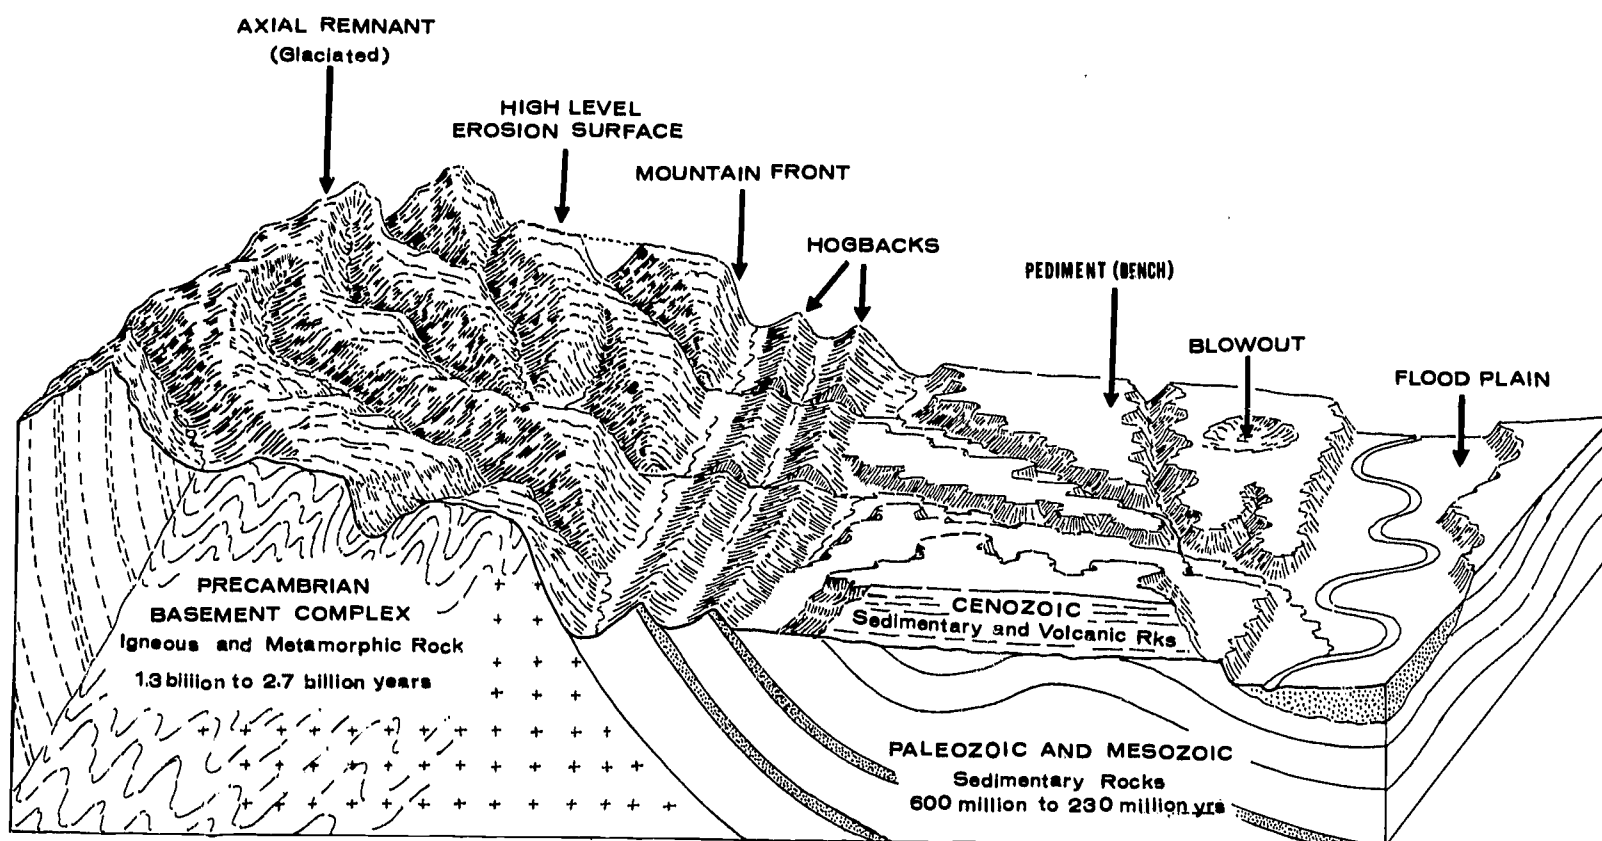 AXIAL REMNANT
(Glaciated)
HIGH LEVEL
EROSION SURFACE
MOUNTAIN FRONT
HOGBACKS
PEDIMENT (BENCH)
BLOWOUT
FLOOD PLAIN
PRECAMBRIAN
BASEMENT COMPLEX
Igneous and Metamorphic Rock
1.3 billion to 2.7 billion years
CENOZOIC
Sedimentary and Volcanic Rks
PALEOZOIC AND MESOZOIC
Sedimentary Rocks
600 million to 230 million yrs